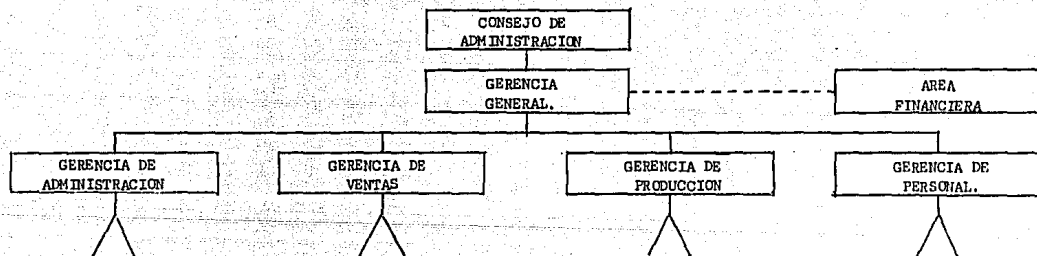 CONSEJO DE
ADMINISTRACION
GERENCIA
GENERAL.
AREA
FINANCIERA
GERENCIA DE
ADMINISTRACION
GERENCIA DE
VENTAS
GERENCIA DE
PRODUCCION
GERENCIA DE
PERSONAL.